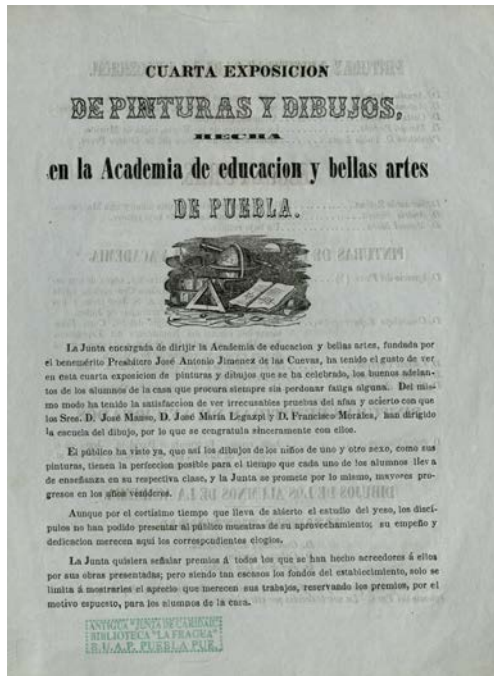 CUARTA EXPOSICION
DE PINTURAS Y DIBUJOS,
HECHA
en la Academia de educacion y bellas artes
DE PUEBLA.
La Junta encargada de dirijir la Academia de educacion y bellas artes, fundada por
el benemérito Presbítero José Antonio Jimenez de las Cuevas, ha tenido el gusto de ver
en esta cuarta exposicion de pinturas y dibujos que se ha celebrado, los buenos adelan-
tos de los alumnos de la casa que procura siempre sin perdonar fatiga alguna. Del mis-
mo modo ha tenido la satisfaccion de ver irrecusables pruebas del afan y acierto con que
los Sres. D. José Manso, D. José María Legazpi y D. Francisco Morales, han dirigido
la escuela del dibujo, por lo que se congratula sinceramente con ellos.
El público ha visto ya, que así los dibujos de los niños de uno y otro sexo, como sus
pinturas, tienen la perfeccion posible para el tiempo que cada uno de los alumnos lleva
de enseñanza en su respectiva clase, y la Junta se promete por lo mismo, mayores pro-
gresos en los años venideros.
Aunque por el cortísimo tiempo que lleva de abierto el estudio del yeso, los discí-
pulos no han podido presentar al público muestras de su aprovechamiento; su empeño y
dedicacion merecen aquí los correspondientes elogios.
La Junta quisiera señalar premios á todos los que se han hecho acreedores á ellos
por sus obras presentadas; pero siendo tan escasos los fondos del establecimiento, solo se
limita á mostrarles el aprecio que merecen sus trabajos, reservando los premios, por el
motivo espuesto, para los alumnos de la casa.
ANTIGUA "JUNTA DE CARIDAD"
BIBLIOTECA "LA FRAGUA"
B.U.A.P. PUEBLA PUE.